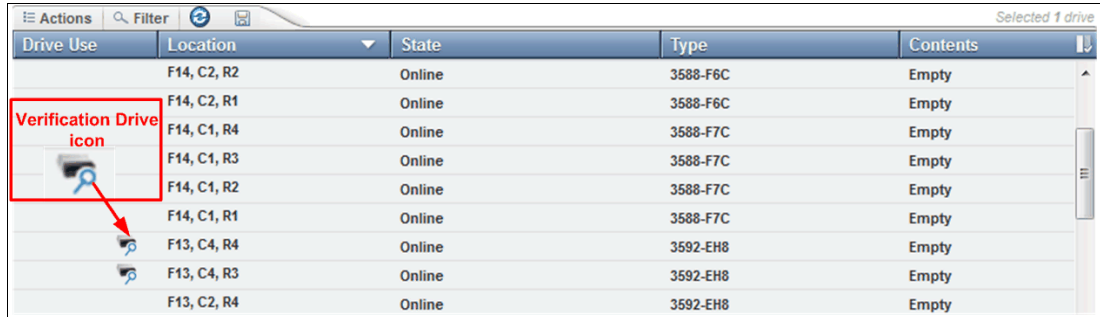 Actions Filter Selected 1 drive
Drive Use Location State Type Contents
F14, C2, R2 Online 3588-F6C Empty
F14, C2, R1 Online 3588-F6C Empty
Verification Drive
icon
F14, C1, R4 Online 3588-F7C Empty
F14, C1, R3 Online 3588-F7C Empty
F14, C1, R2 Online 3588-F7C Empty
F14, C1, R1 Online 3588-F7C Empty
F13, C4, R4 Online 3592-EH8 Empty
F13, C4, R3 Online 3592-EH8 Empty
F13, C2, R4 Online 3592-EH8 Empty